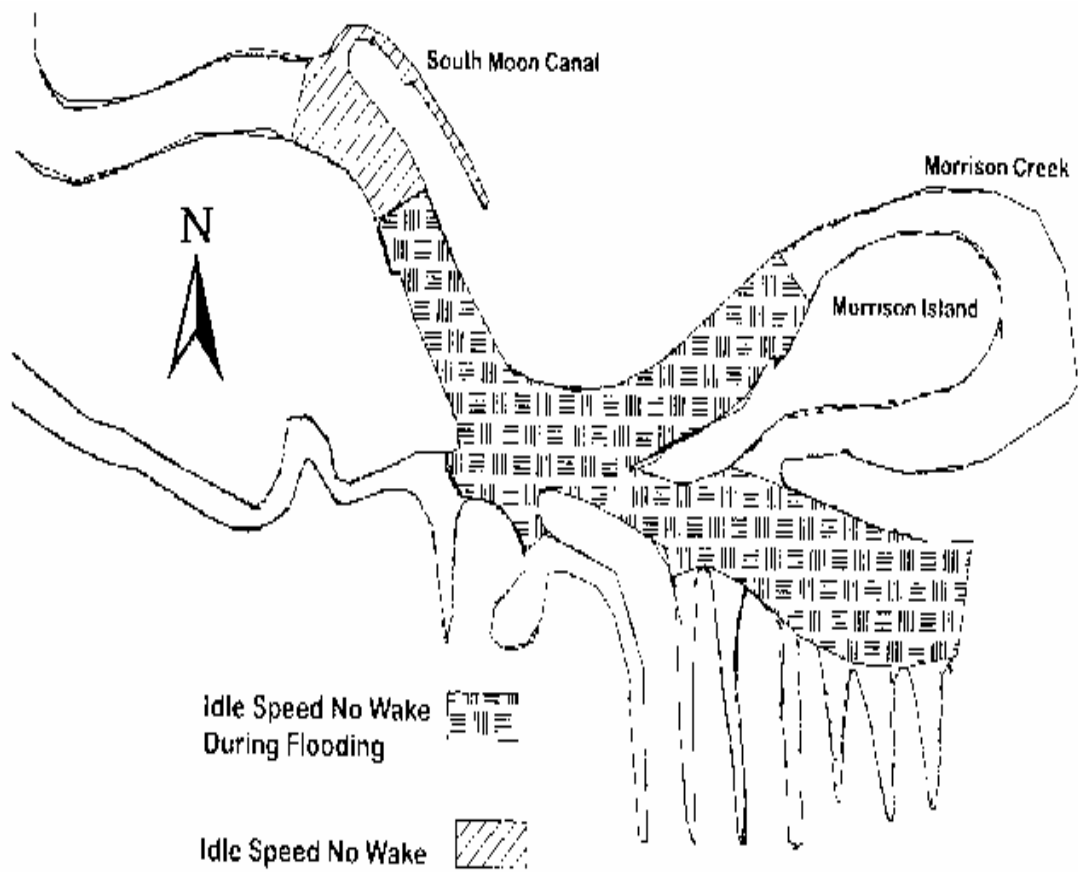 South Moon Canal
Morrison Creek
N
Morrison Island
Idle Speed No Wake
During Flooding
Idle Speed No Wake